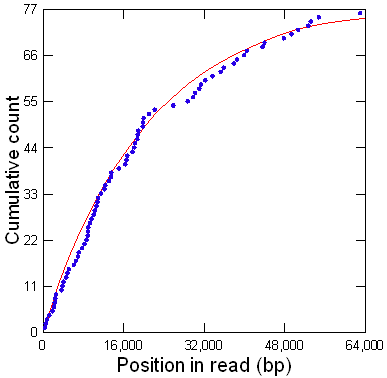 77
66
55
44
33
22
11
0
Cumulative count
0 16,000 32,000 48,000 64,000
Position in read (bp)